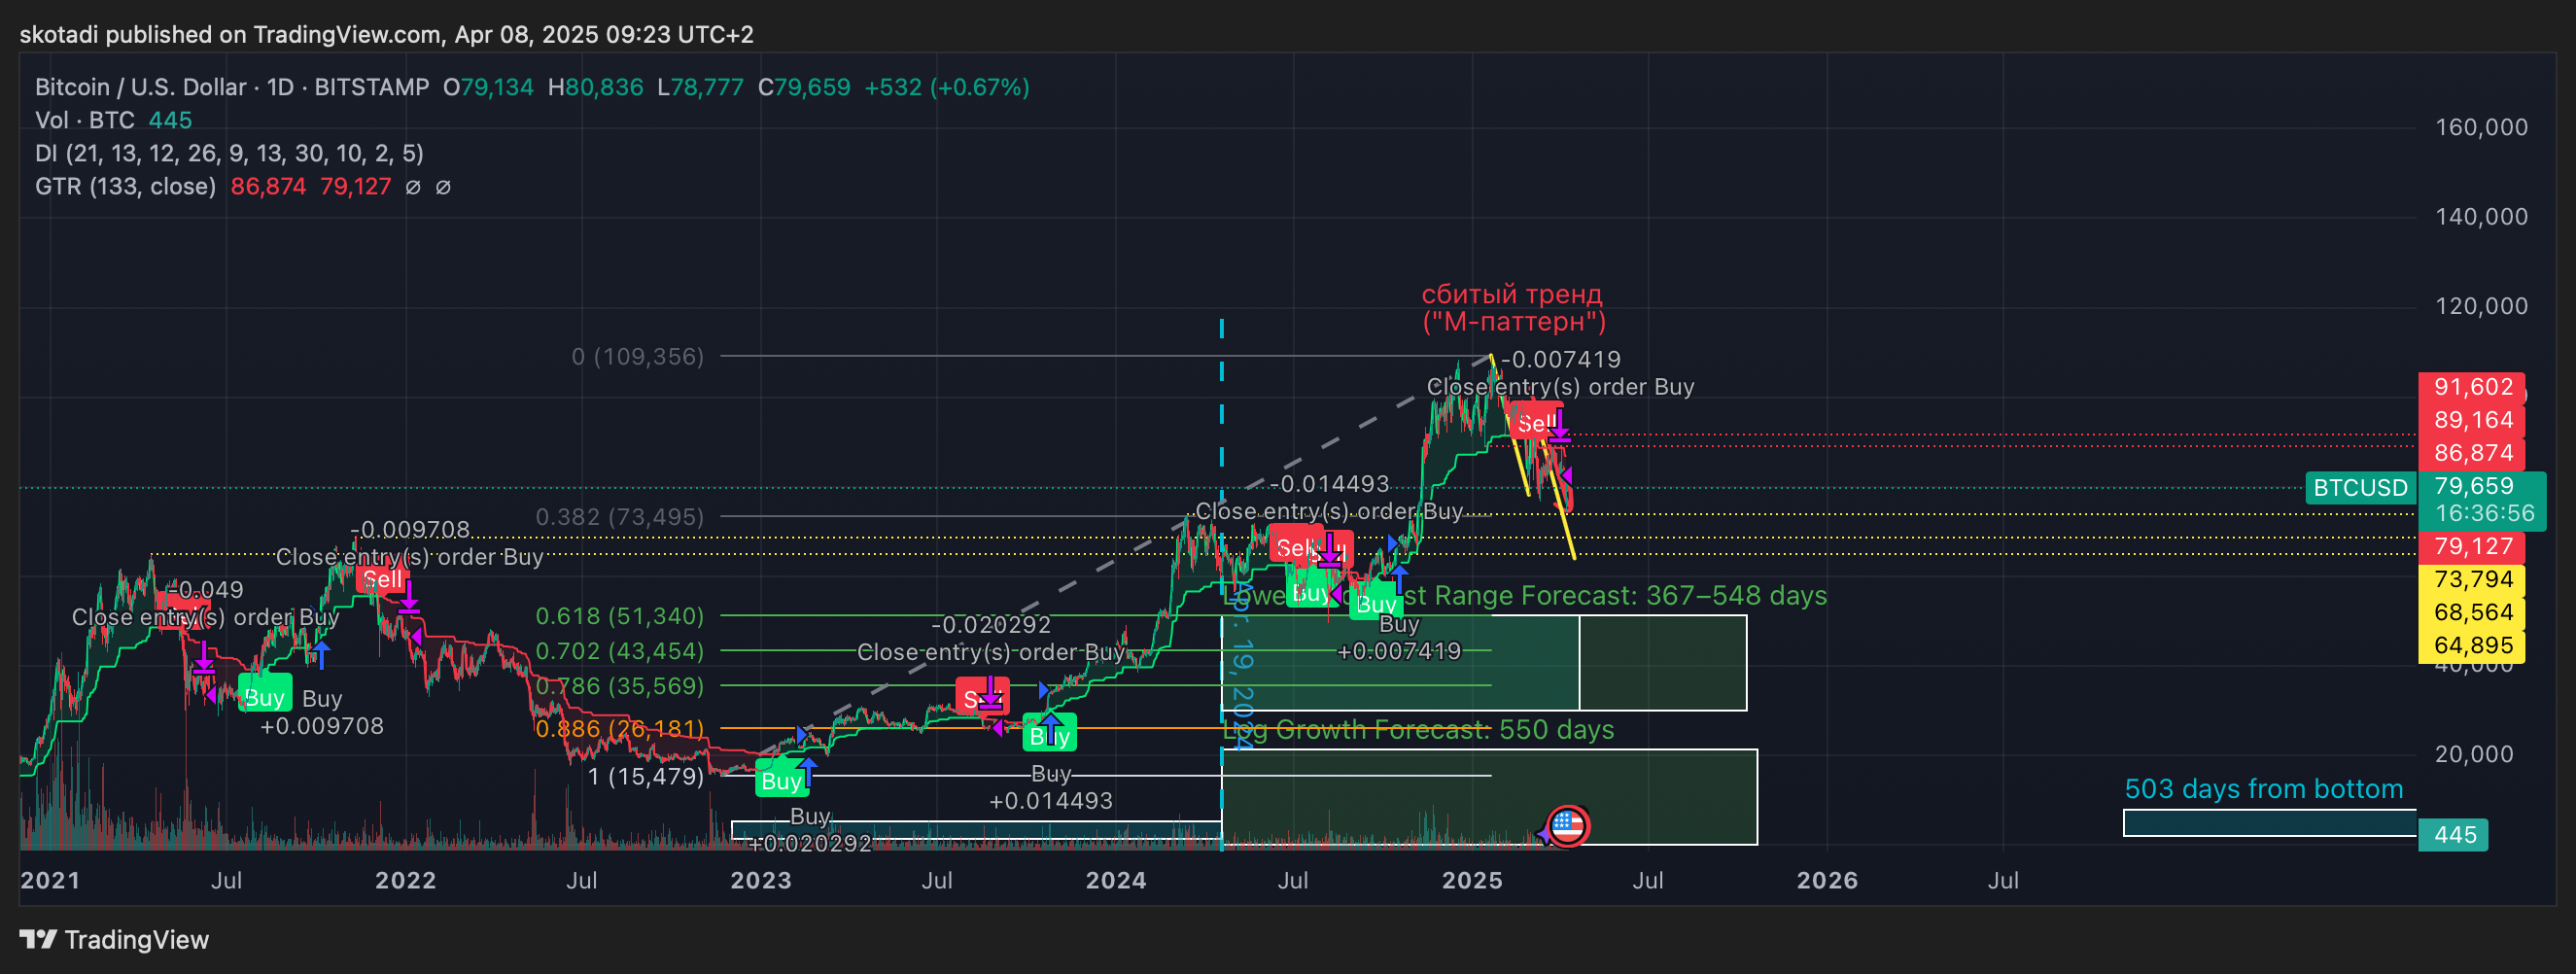 skotadi published on TradingView.com, Apr 08, 2025 09:23 UTC+2
Bitcoin / U.S. Dollar · 1D · BITSTAMP O79,134 H80,836 L78,777 C79,659 +532 (+0.67%)
Vol · BTC 445
DI (21, 13, 12, 26, 9, 13, 30, 10, 2, 5)
GTR (133, close) 86,874 79,127 ∅ ∅
160,000
140,000
120,000
сбитый тренд
("М-паттерн")
0 (109,356)
-0.007419
Close entry(s) order Buy
Sell
91,602
89,164
86,874
BTCUSD 79,659
16:36:56
79,127
73,794
68,564
64,895
40,000
20,000
445
-0.014493
Close entry(s) order Buy
0.382 (73,495)
-0.009708
Close entry(s) order Buy
Sell
-0.049
Close entry(s) order Buy
Sell
Buy
Buy
Range Forecast: 367–548 days
0.618 (51,340)
-0.020292
Close entry(s) order Buy
0.702 (43,454)
Buy
+0.007419
0.786 (35,569)
Apr. 19, 2024
Buy
Buy
+0.009708
0.886 (26,181)
Buy
Log Growth Forecast: 550 days
1 (15,479)
Buy
Buy
+0.014493
Buy
+0.020292
503 days from bottom
2021 Jul 2022 Jul 2023 Jul 2024 Jul 2025 Jul 2026 Jul
TradingView